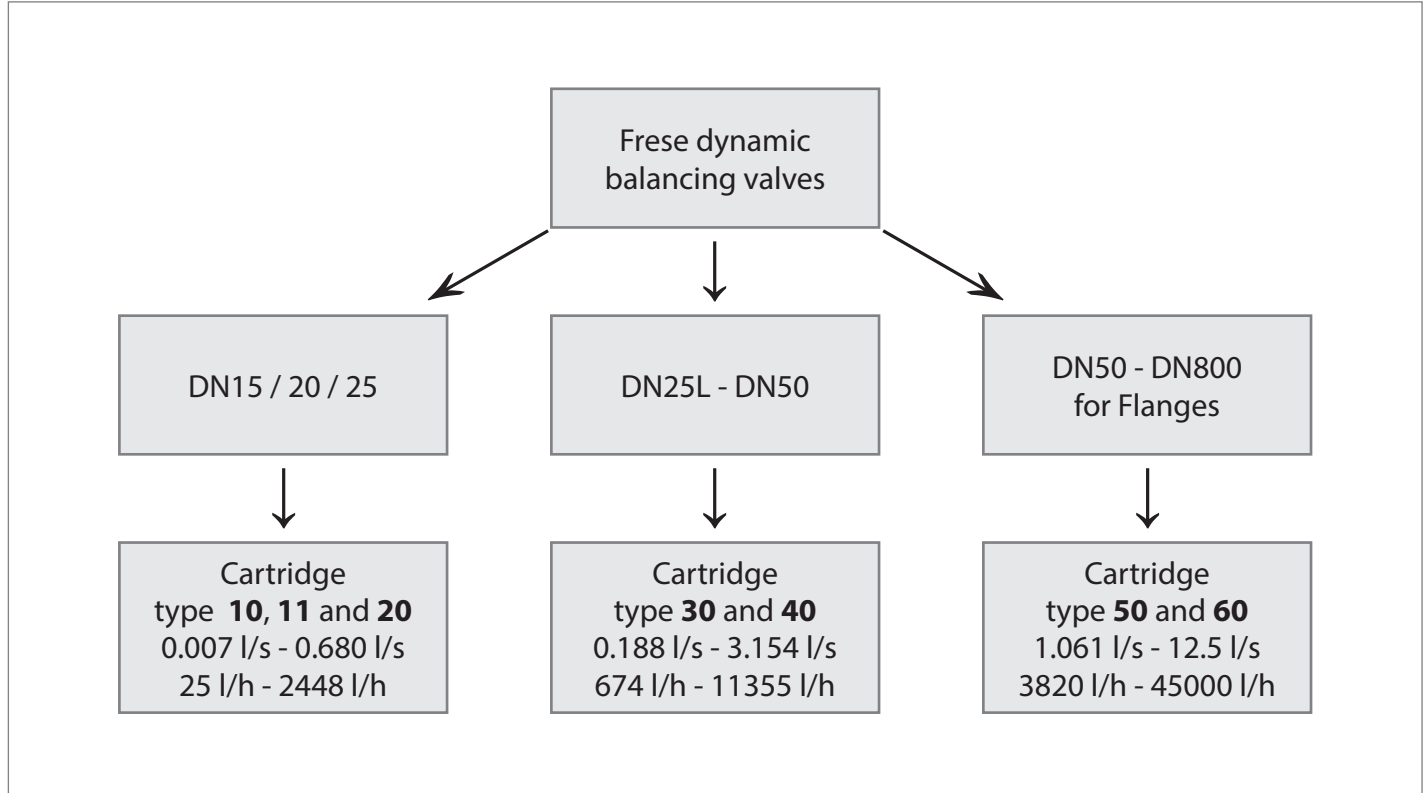 Frese dynamic
balancing valves
DN15 / 20 / 25
DN25L - DN50
DN50 - DN800
for Flanges
Cartridge
type 10, 11 and 20
0.007 l/s - 0.680 l/s
25 l/h - 2448 l/h
Cartridge
type 30 and 40
0.188 l/s - 3.154 l/s
674 l/h - 11355 l/h
Cartridge
type 50 and 60
1.061 l/s - 12.5 l/s
3820 l/h - 45000 l/h